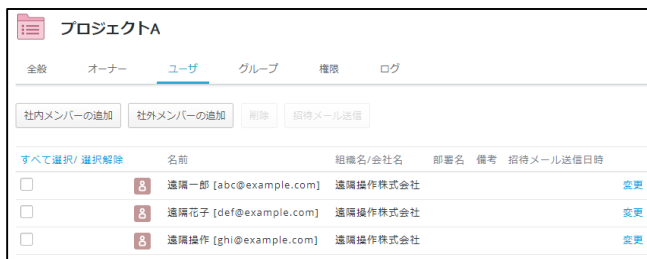 プロジェクトA
全般 オーナー ユーザ グループ 権限 ログ
社内メンバーの追加 社外メンバーの追加 削除 招待メール送信
すべて選択/ 選択解除 名前 組織名/会社名 部署名 備考 招待メール送信日時
遠隔一郎 [abc@example.com] 遠隔操作株式会社 変更
遠隔花子 [def@example.com] 遠隔操作株式会社 変更
遠隔操作 [ghi@example.com] 遠隔操作株式会社 変更